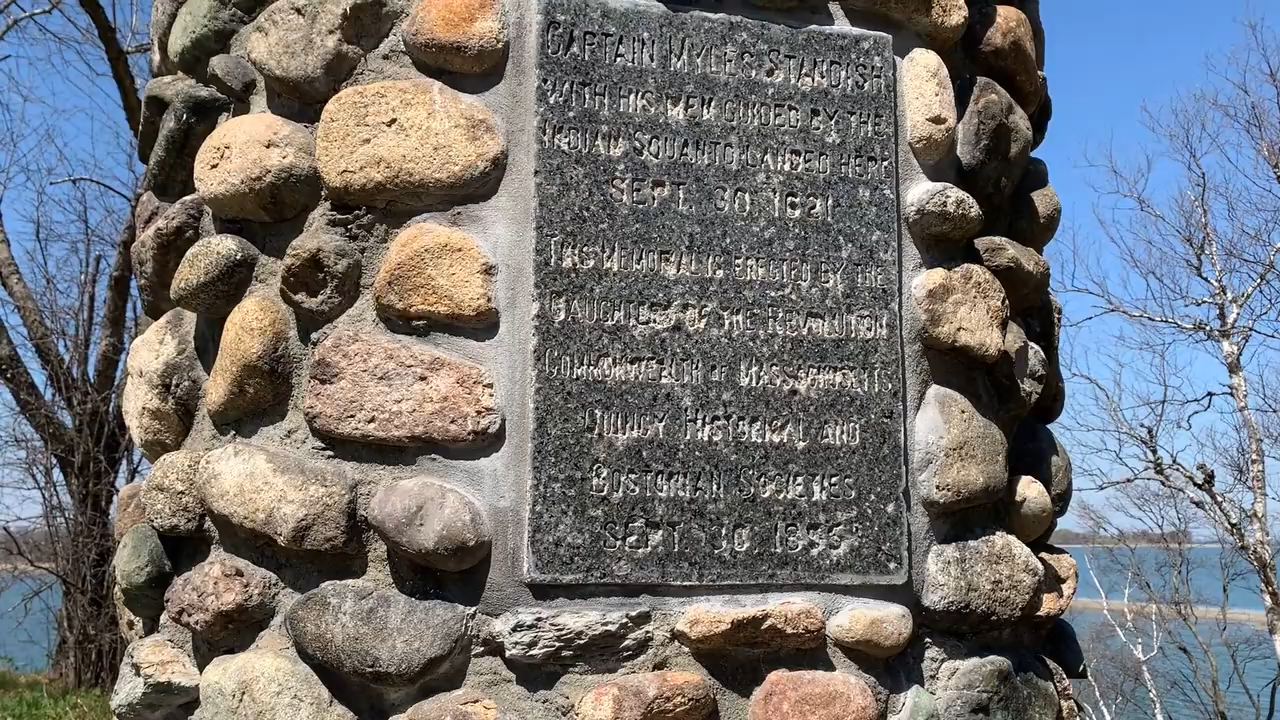 CAPTAIN MYLES STANDISH
WITH HIS MEN GUIDED BY THE
INDIAN SQUANTO LANDED HERE
SEPT. 30 1621
THIS MEMORIAL IS ERECTED BY THE
DAUGHTERS OF THE REVOLUTION
COMMONWEALTH OF MASSACHUSETTS
QUINCY HISTORICAL AND
BOSTONIAN SOCIETIES
SEPT. 30 1895